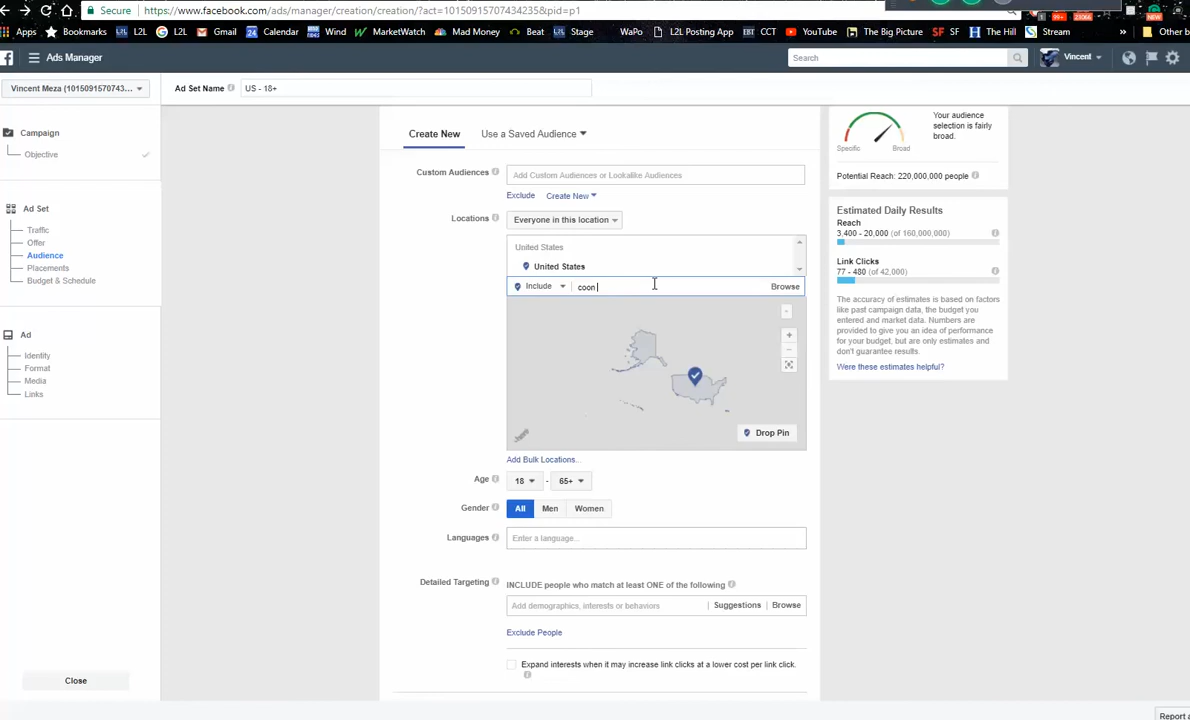 Secure https://www.facebook.com/ads/manager/creation/creation/?act=1015091570743423​5&pid=p1
Apps Bookmarks L2L L2L Gmail Calendar Wind MarketWatch Mad Money Beat Stage WaPo L2L Posting App CCT YouTube The Big Picture SF The Hill Stream » Other b
Ads Manager Search Vincent
Vincent Meza (1015091570743... Ad Set Name US - 18+
Campaign
Objective
Ad Set
Traffic
Offer
Audience
Placements
Budget & Schedule
Ad
Identity
Format
Media
Links
Close
Create New Use a Saved Audience
Custom Audiences Add Custom Audiences or Lookalike Audiences
Exclude Create New
Locations Everyone in this location
United States
United States
Include coon Browse
Drop Pin
Add Bulk Locations...
Age 18 - 65+
Gender All Men Women
Languages Enter a language...
Detailed Targeting INCLUDE people who match at least ONE of the following
Add demographics, interests or behaviors Suggestions Browse
Exclude People
Expand interests when it may increase link clicks at a lower cost per link click.
Your audience
selection is fairly
broad.
Specific Broad
Potential Reach: 220,000,000 people
Estimated Daily Results
Reach
3,400 - 20,000 (of 160,000,000)
Link Clicks
77 - 480 (of 42,000)
The accuracy of estimates is based on factors
like past campaign data, the budget you
entered and market data. Numbers are
provided to give you an idea of performance
for your budget, but are only estimates and
don't guarantee results.
Were these estimates helpful?
Report a